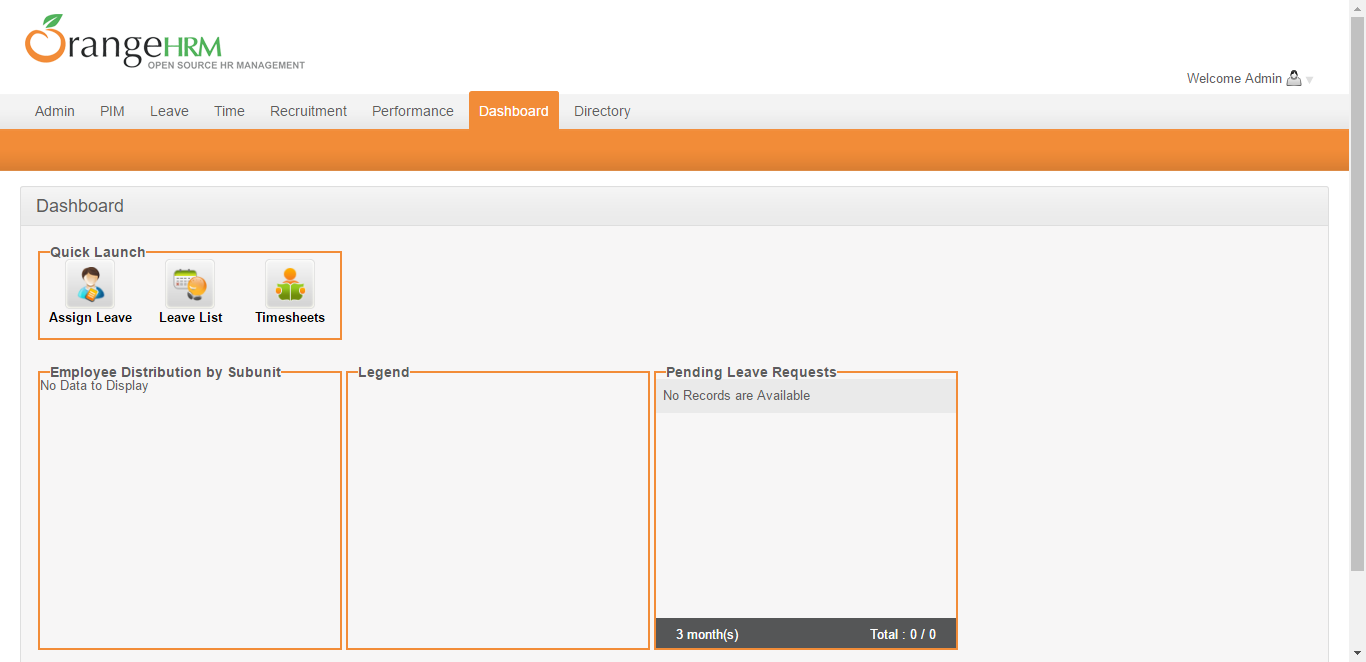 OrangeHRM
OPEN SOURCE HR MANAGEMENT
Welcome Admin
Admin PIM Leave Time Recruitment Performance Dashboard Directory
Dashboard
Quick Launch
Assign Leave Leave List Timesheets
Employee Distribution by Subunit Legend Pending Leave Requests
No Data to Display
No Records are Available
3 month(s) Total : 0 / 0